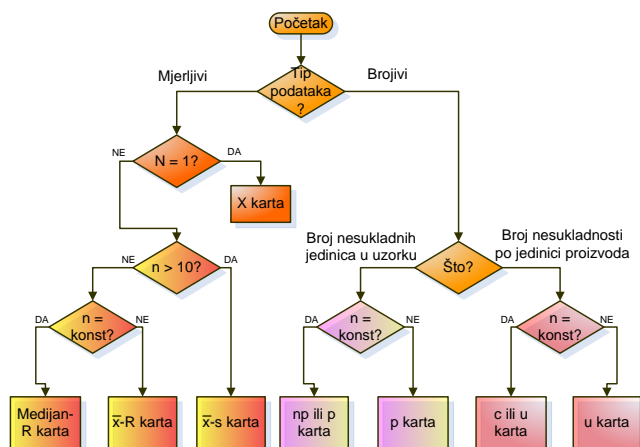 Početak
Mjerljivi
Tip
podataka
?
Brojivi
NE
N = 1?
DA
X karta
Broj nesukladnih
jedinica u uzorku
Broj nesukladnosti
po jedinici proizvoda
NE
n > 10?
DA
Što?
DA
n =
konst?
NE
DA
n =
konst?
NE
DA
n =
konst?
NE
Medijan-
R karta
x̅-R karta
x̅-s karta
np ili p
karta
p karta
c ili u
karta
u karta